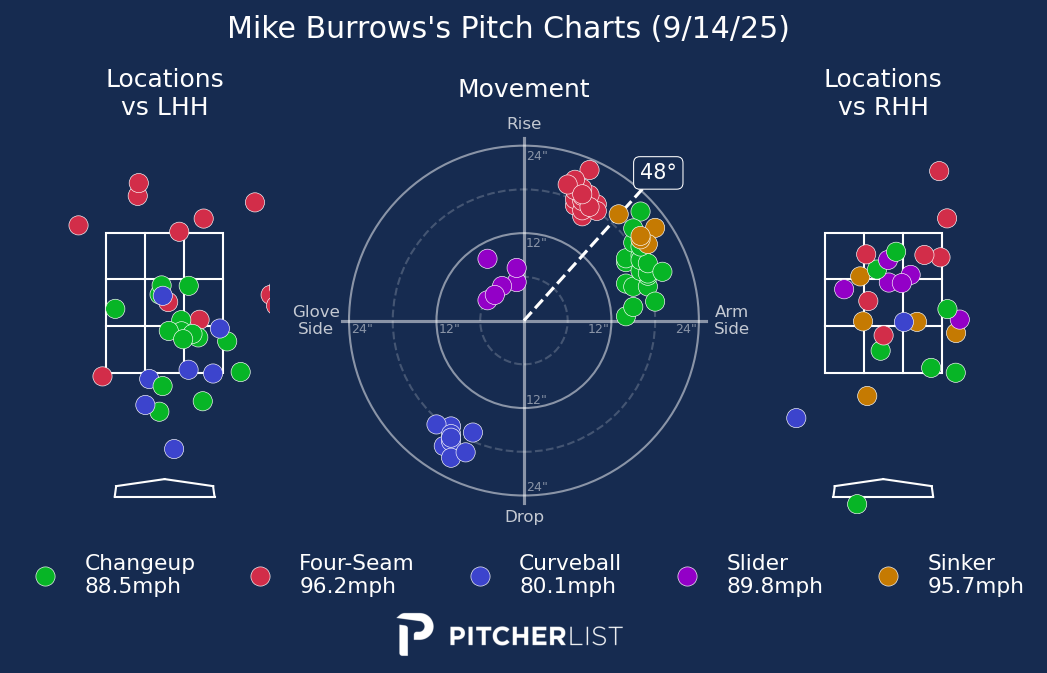 Mike Burrows's Pitch Charts (9/14/25)
Locations
vs LHH
Movement
Locations
vs RHH
Rise
24"
48°
12"
Glove
Side
24"
12"
12"
24"
Arm
Side
12"
24"
Drop
Changeup
88.5mph
Four-Seam
96.2mph
Curveball
80.1mph
Slider
89.8mph
Sinker
95.7mph
PITCHERLIST